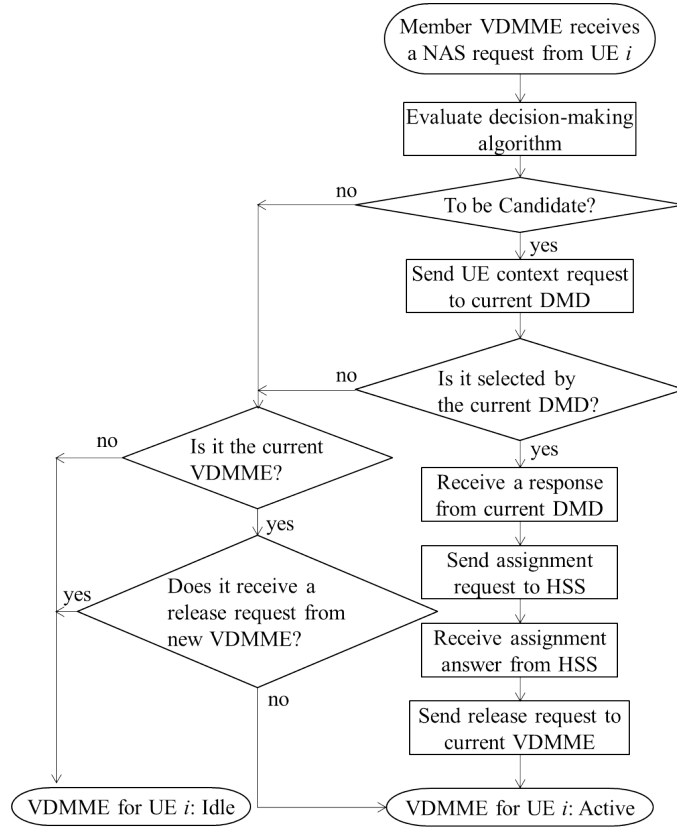 Member VDMME receives
a NAS request from UE i
Evaluate decision-making
algorithm
no
To be Candidate?
yes
Send UE context request
to current DMD
no
Is it selected by
the current DMD?
yes
no
Is it the current
VDMME?
yes
Receive a response
from current DMD
Send assignment
request to HSS
yes
Does it receive a
release request from
new VDMME?
no
Receive assignment
answer from HSS
Send release request to
current VDMME
VDMME for UE i: Idle
VDMME for UE i: Active